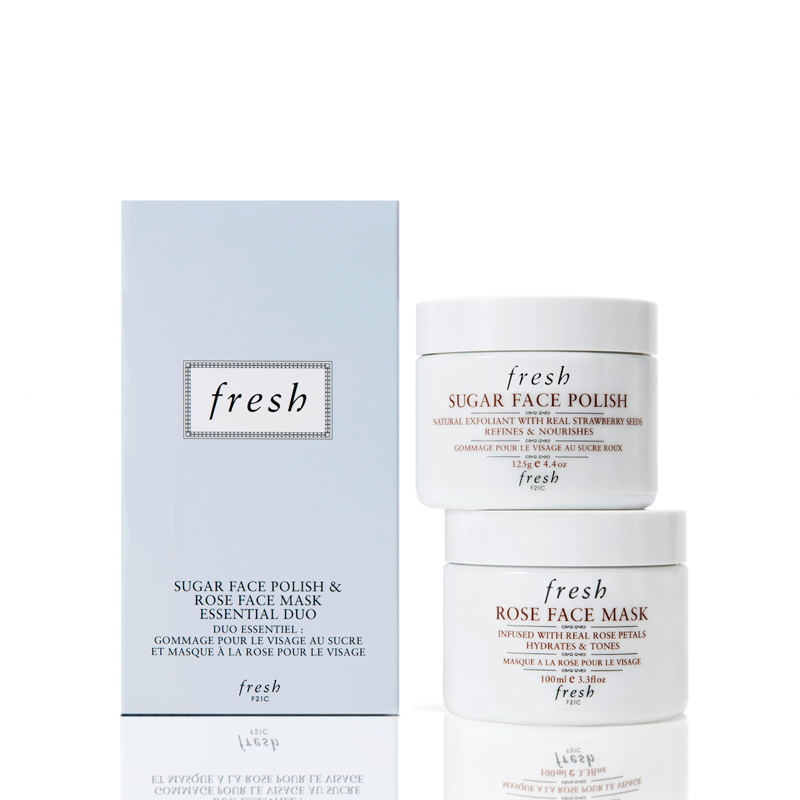 fresh
SUGAR FACE POLISH &
ROSE FACE MASK
ESSENTIAL DUO
DUO ESSENTIEL :
GOMMAGE POUR LE VISAGE AU SUCRE
ET MASQUE À LA ROSE POUR LE VISAGE
fresh
F21C
fresh
SUGAR FACE POLISH
NATURAL EXFOLIANT WITH REAL STRAWBERRY SEEDS
REFINES & NOURISHES
GOMMAGE POUR LE VISAGE AU SUCRE ROUX
125g e 4.4oz
fresh
F21C
fresh
ROSE FACE MASK
INFUSED WITH REAL ROSE PETALS
HYDRATES & TONES
MASQUE A LA ROSE POUR LE VISAGE
100ml e 3.3floz
fresh
F21C